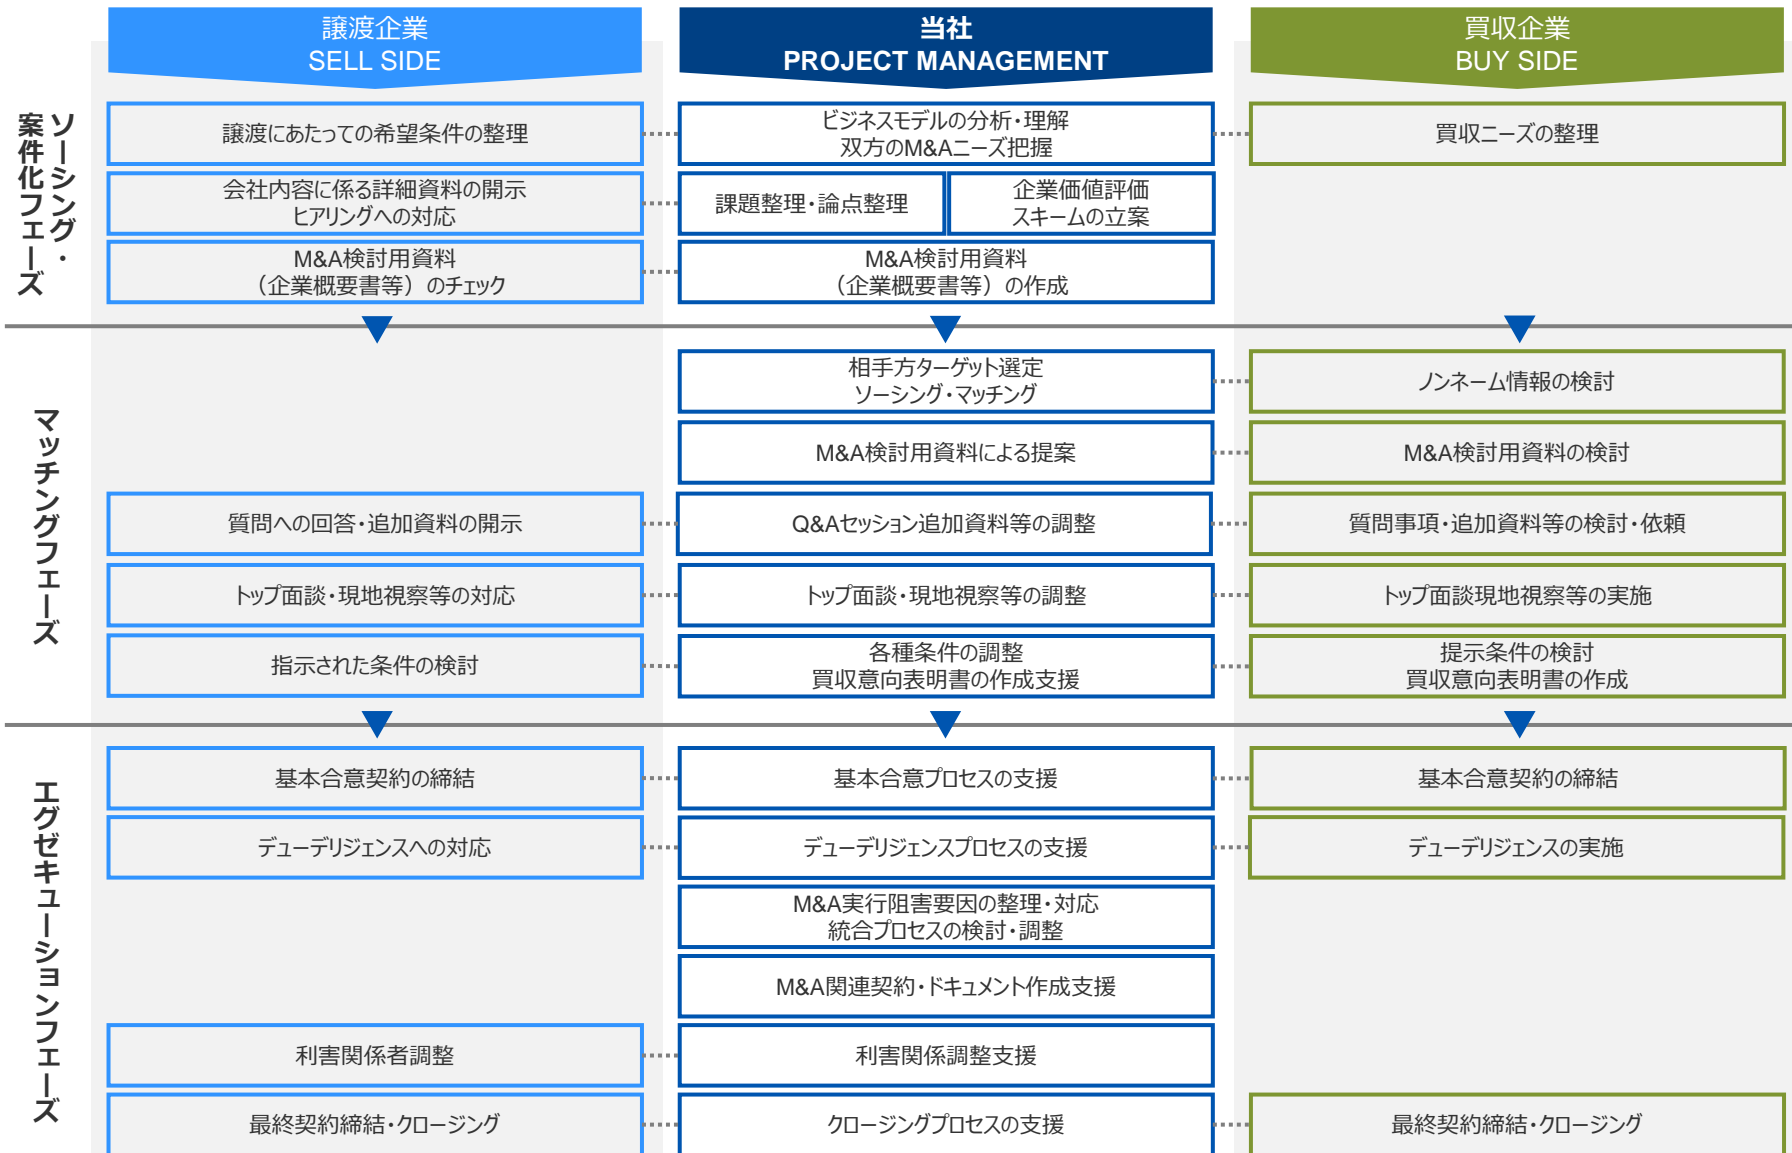 譲渡企業
SELL SIDE
当社
PROJECT MANAGEMENT
買収企業
BUY SIDE
ソーシング・
案件化フェーズ
譲渡にあたっての希望条件の整理
ビジネスモデルの分析・理解
双方のM&Aニーズ把握
買収ニーズの整理
会社内容に係る詳細資料の開示
ヒアリングへの対応
課題整理・論点整理
企業価値評価
スキームの立案
M&A検討用資料
（企業概要書等）のチェック
M&A検討用資料
（企業概要書等）の作成
マッチングフェーズ
相手方ターゲット選定
ソーシング・マッチング
ノンネーム情報の検討
M&A検討用資料による提案
M&A検討用資料の検討
質問への回答・追加資料の開示
Q&Aセッション追加資料等の調整
質問事項・追加資料等の検討・依頼
トップ面談・現地視察等の対応
トップ面談・現地視察等の調整
トップ面談現地視察等の実施
指示された条件の検討
各種条件の調整
買収意向表明書の作成支援
提示条件の検討
買収意向表明書の作成
エグゼキューションフェーズ
基本合意契約の締結
基本合意プロセスの支援
基本合意契約の締結
デューデリジェンスへの対応
デューデリジェンスプロセスの支援
デューデリジェンスの実施
M&A実行阻害要因の整理・対応
統合プロセスの検討・調整
M&A関連契約・ドキュメント作成支援
利害関係者調整
利害関係調整支援
最終契約締結・クロージング
クロージングプロセスの支援
最終契約締結・クロージング